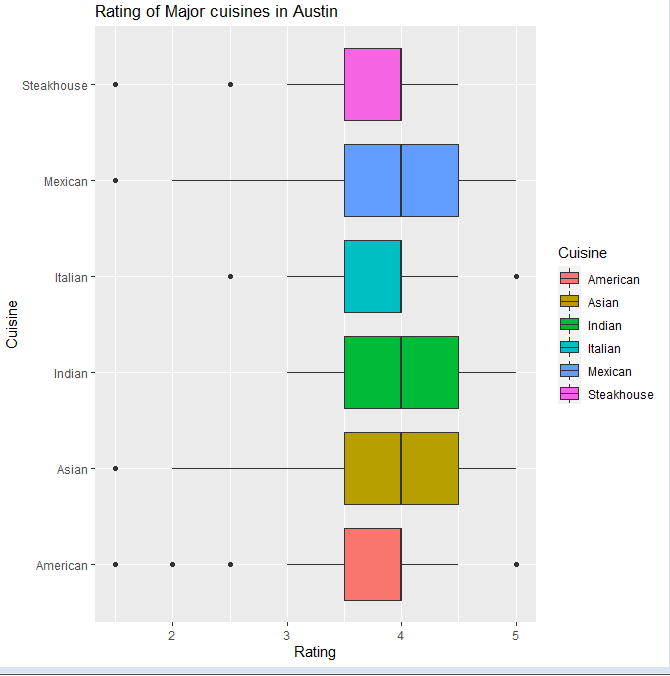 Rating of Major cuisines in Austin
Cuisine
Steakhouse
Mexican
Italian
Indian
Asian
American
2 3 4 5
Rating
Cuisine
American
Asian
Indian
Italian
Mexican
Steakhouse